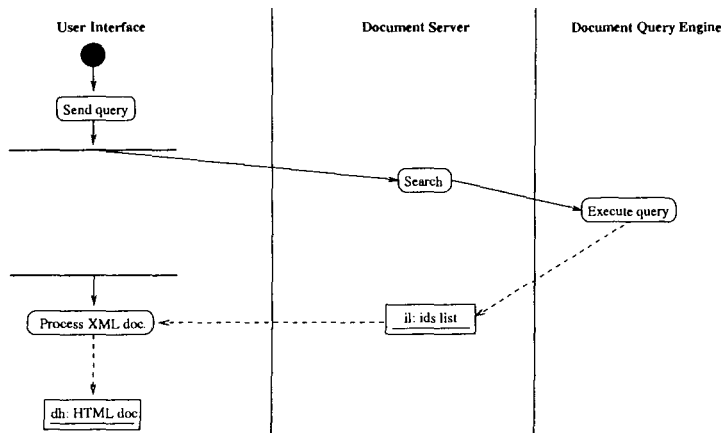 User Interface
Document Server
Document Query Engine
Send query
Search
Execute query
Process XML doc.
il: ids list
dh: HTML doc